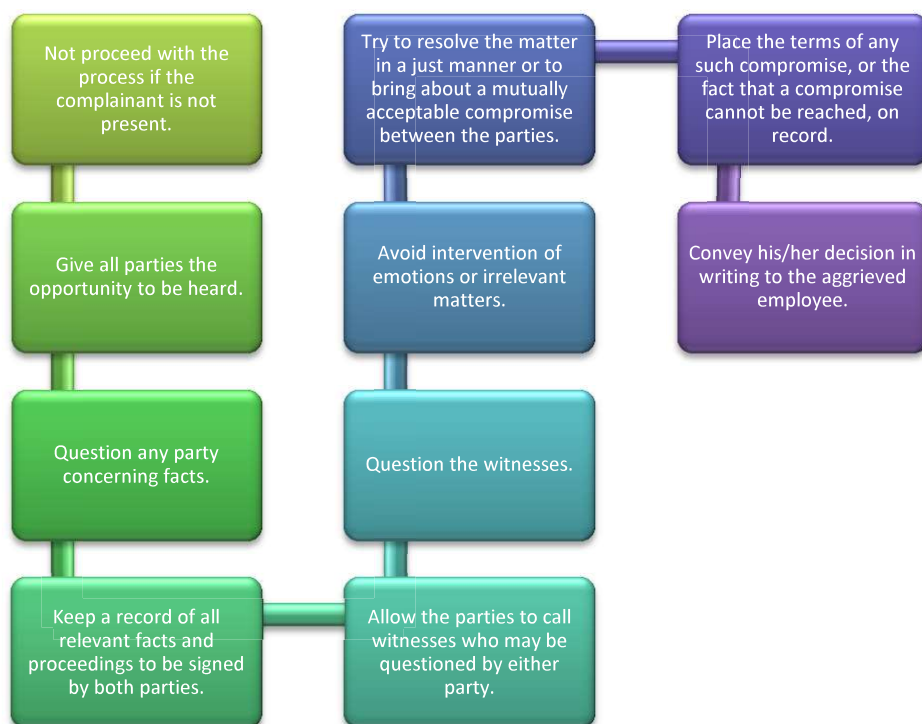 Not proceed with the
process if the
complainant is not
present.
Give all parties the
opportunity to be heard.
Question any party
concerning facts.
Keep a record of all
relevant facts and
proceedings to be signed
by both parties.
Allow the parties to call
witnesses who may be
questioned by either
party.
Question the witnesses.
Avoid intervention of
emotions or irrelevant
matters.
Try to resolve the matter
in a just manner or to
bring about a mutually
acceptable compromise
between the parties.
Place the terms of any
such compromise, or the
fact that a compromise
cannot be reached, on
record.
Convey his/her decision in
writing to the aggrieved
employee.